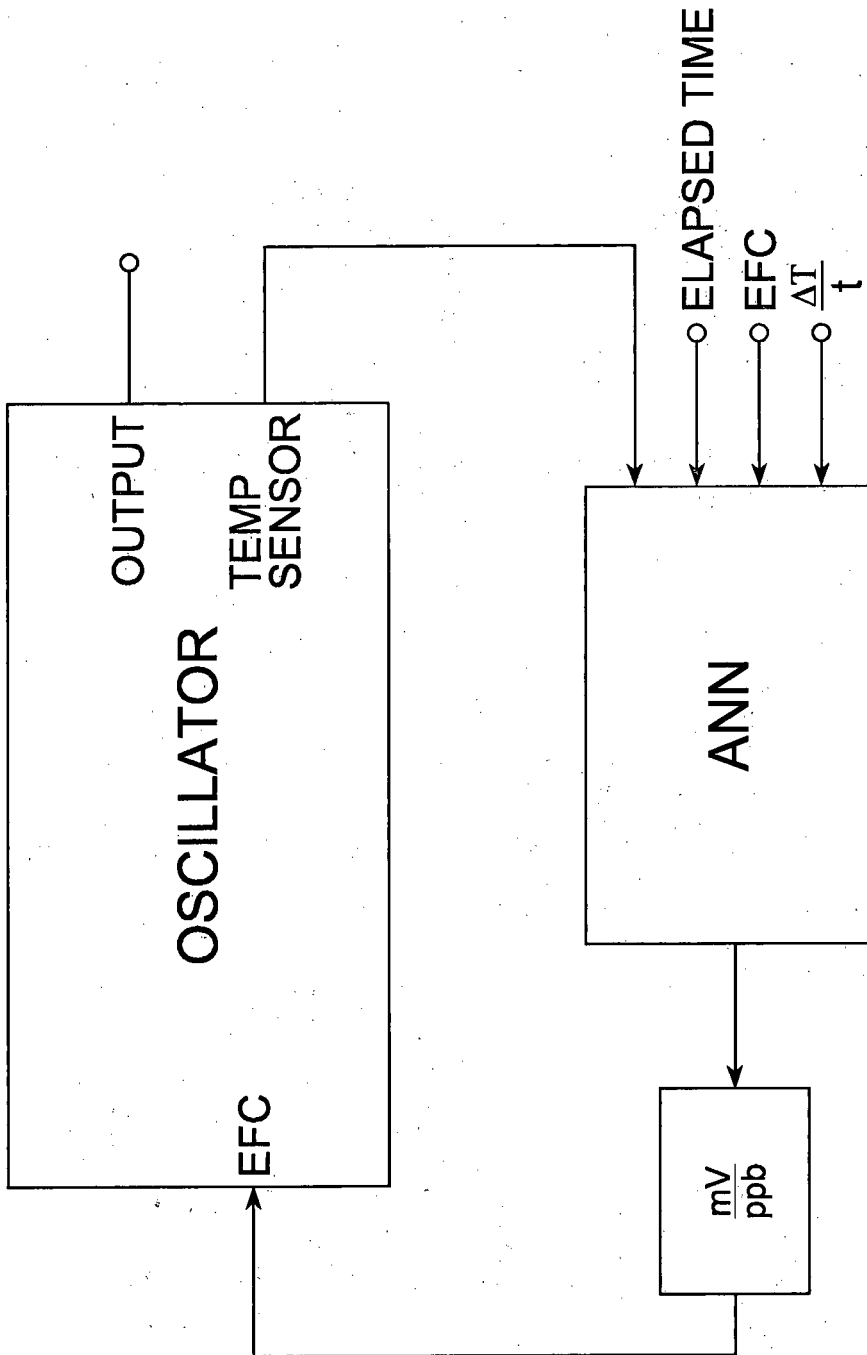 OSCILLATOR
OUTPUT
EFC
TEMP
SENSOR
ANN
mV
ppb
ELAPSED TIME
EFC
ΔT
t